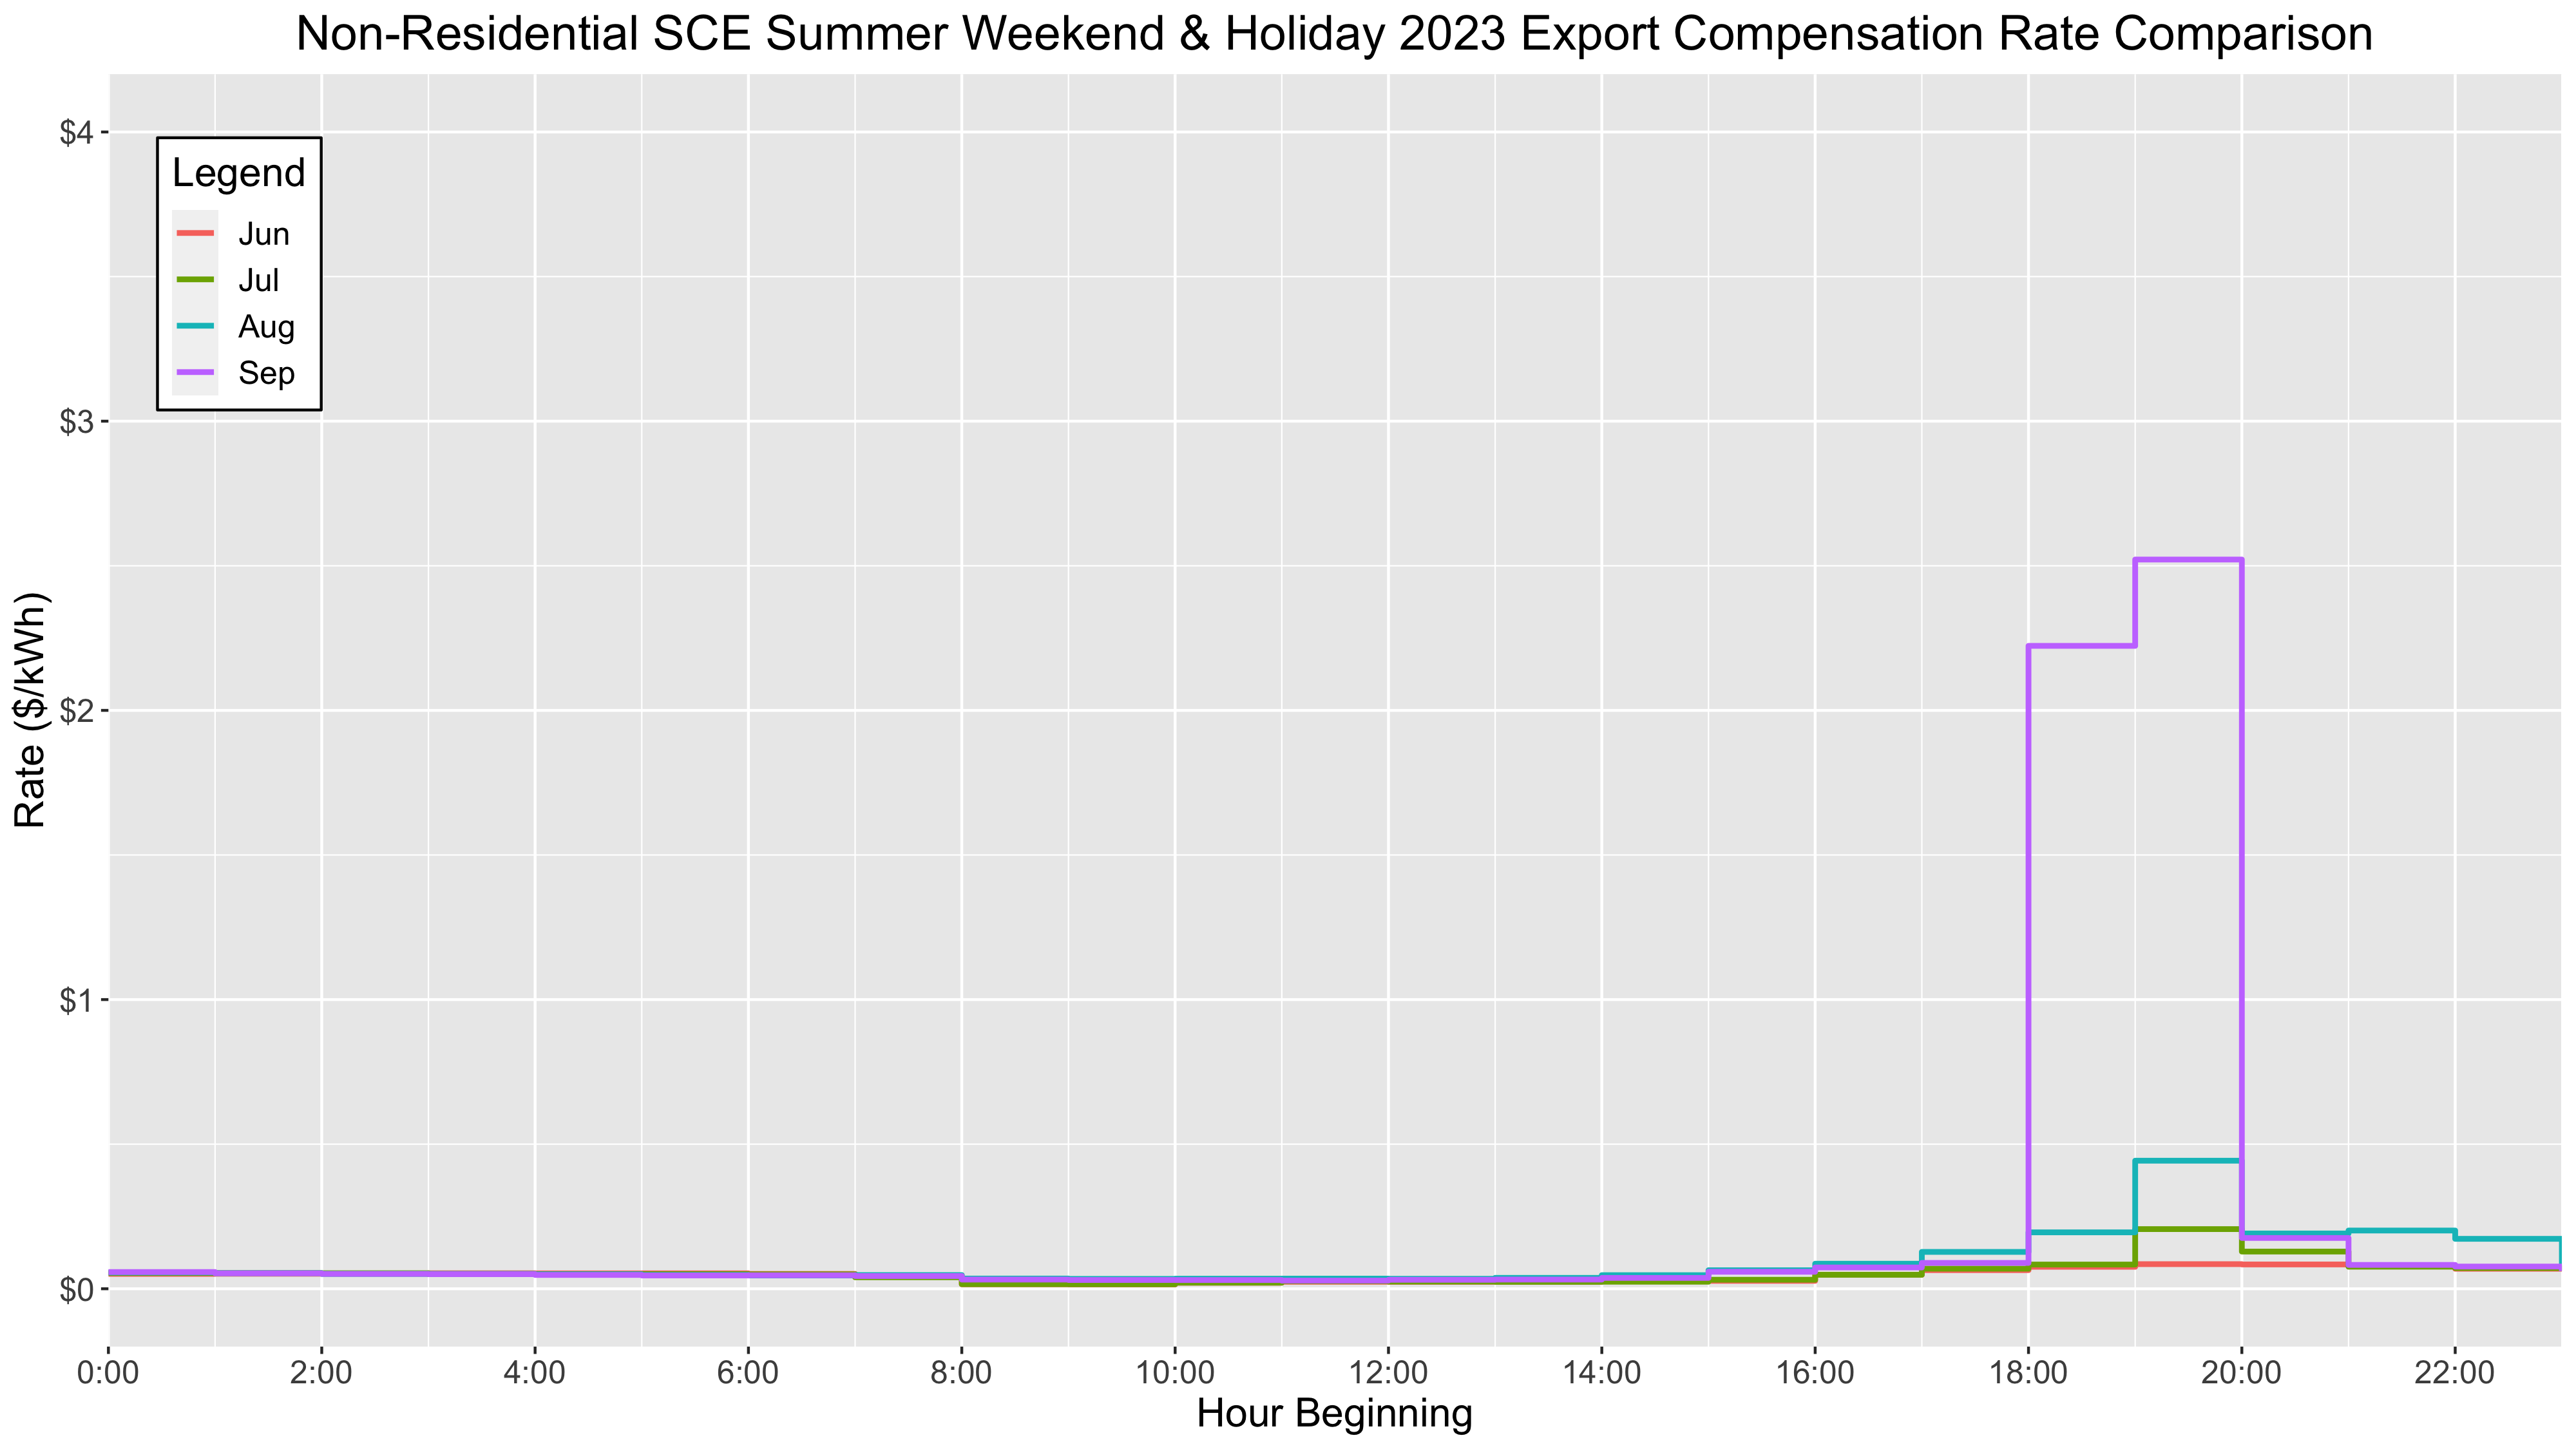 Non-Residential SCE Summer Weekend & Holiday 2023 Export Compensation Rate Comparison
$4
Legend
Jun
Jul
Aug
Sep
$3
Rate ($/kWh)
$2
$1
$0
0:00 2:00 4:00 6:00 8:00 10:00 12:00 14:00 16:00 18:00 20:00 22:00
Hour Beginning